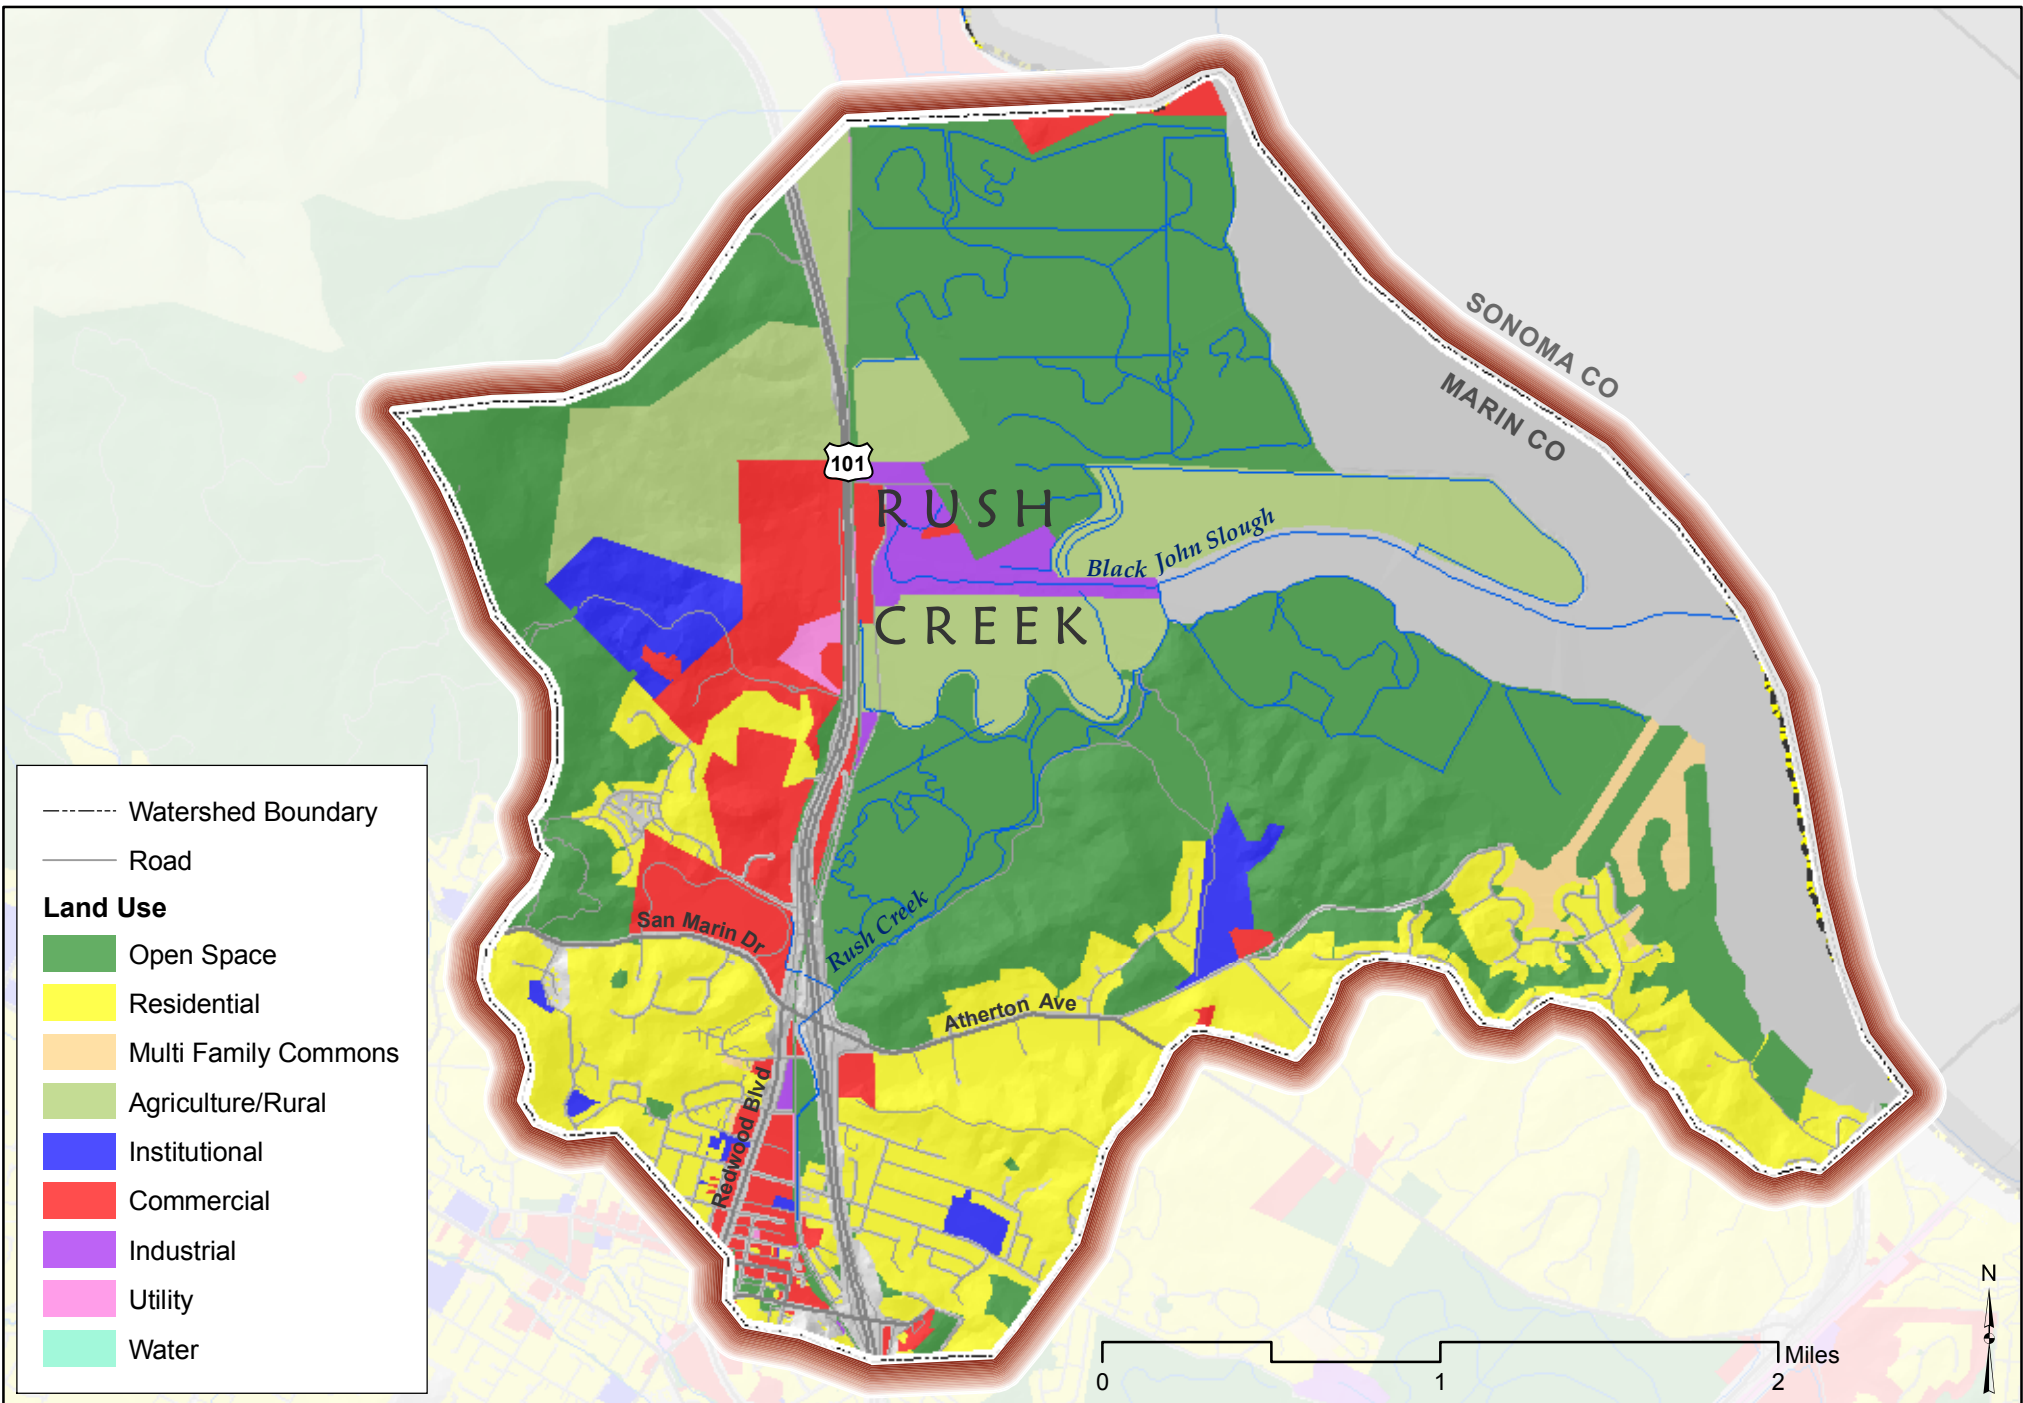 SONOMA CO
MARIN CO
101
RUSH
Black John Slough
CREEK
San Marin Dr
Rush Creek
Atherton Ave
Redwood Blvd
Watershed Boundary
Road
Land Use
Open Space
Residential
Multi Family Commons
Agriculture/Rural
Institutional
Commercial
Industrial
Utility
Water
N
Miles
0 1 2